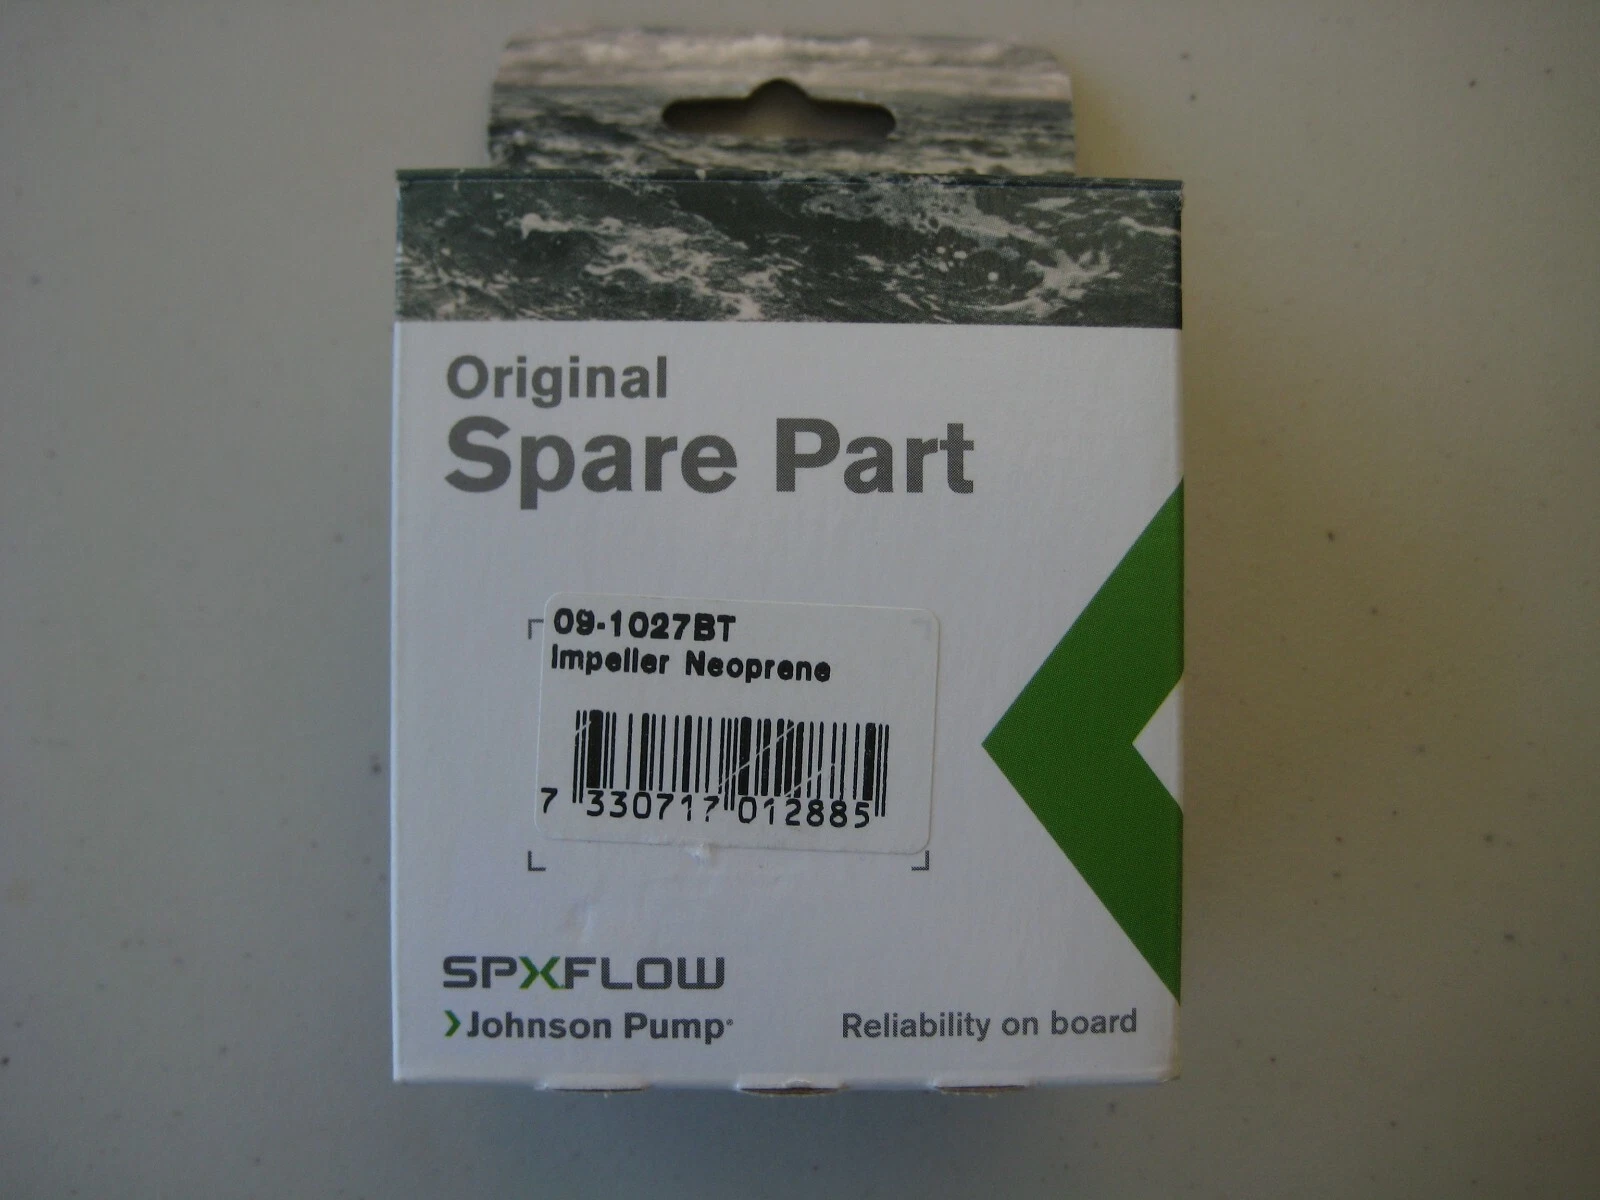 Original
Spare Part
09-1027BT
Impeller Neoprene
7 330717 012885
SPXFLOW
Johnson Pump
Reliability on board